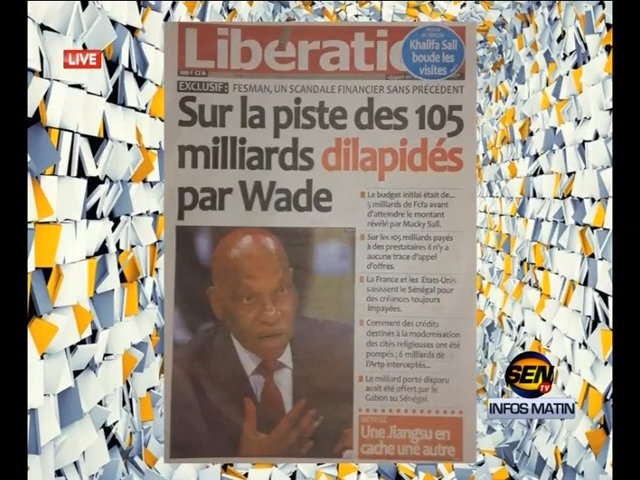 LIVE
Libération
100 F CFA
Khalifa Sall
boude les
visites
EXCLUSIF : FESMAN, UN SCANDALE FINANCIER SANS PRÉCÉDENT
Sur la piste des 105
milliards dilapidés
par Wade
Le budget initial était de...
5 milliards de Fcfa avant
d'atteindre le montant
révélé par Macky Sall.
Sur les 105 milliards payés
à des prestataires il n'y a
aucune trace d'appel
d'offres.
La France et les Etats-Unis
saisissent le Sénégal pour
des créances toujours
impayées.
Comment des crédits
destinés à la modernisation
des cités religieuses ont été
pompés ; 6 milliards de
l'Artp interceptés...
Le milliard porté disparu
avait été offert par le
Gabon au Sénégal.
Une Jiangsu en
cache une autre
SEN
TV
INFOS MATIN